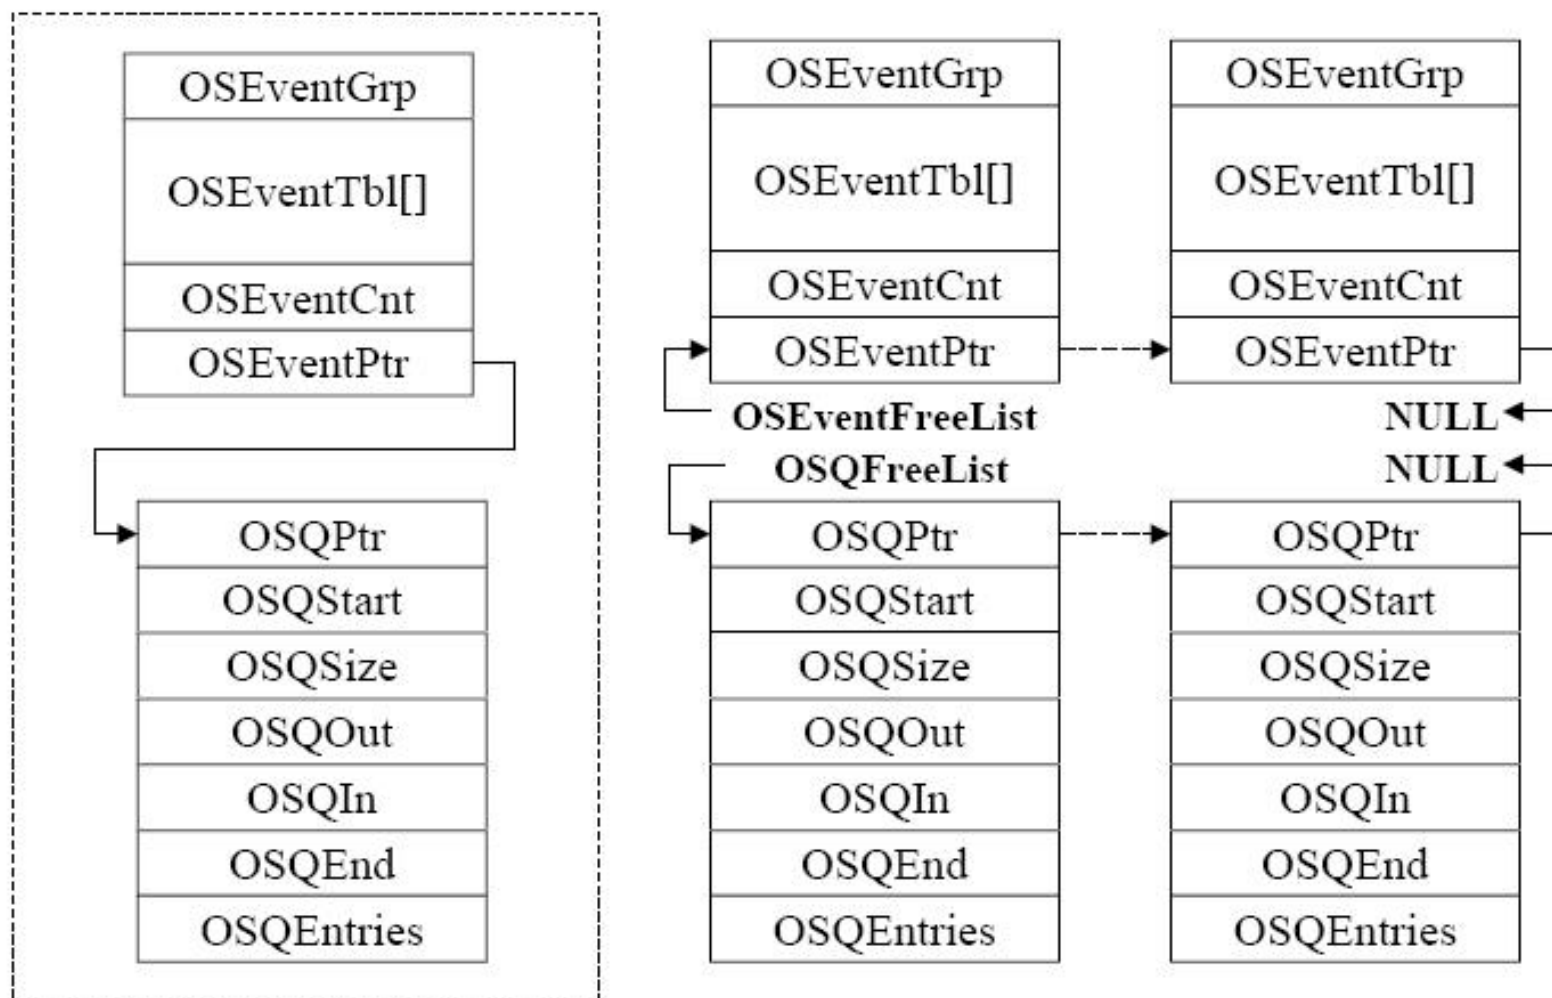 OSEventGrp
OSEventTbl[]
OSEventCnt
OSEventPtr
OSQPtr
OSQStart
OSQSize
OSQOut
OSQIn
OSQEnd
OSQEntries
OSEventGrp
OSEventTbl[]
OSEventCnt
OSEventPtr
OSEventGrp
OSEventTbl[]
OSEventCnt
OSEventPtr
OSEventFreeList
NULL
OSQFreeList
NULL
OSQPtr
OSQStart
OSQSize
OSQOut
OSQIn
OSQEnd
OSQEntries
OSQPtr
OSQStart
OSQSize
OSQOut
OSQIn
OSQEnd
OSQEntries